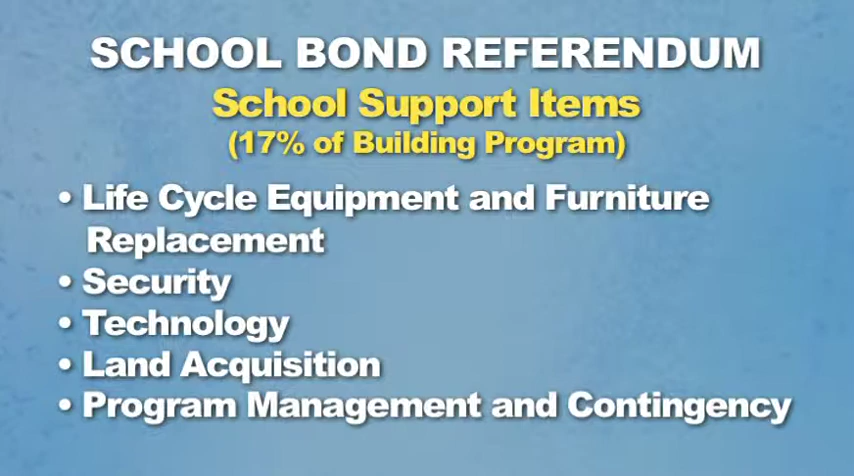 SCHOOL BOND REFERENDUM
School Support Items
(17% of Building Program)
• Life Cycle Equipment and Furniture
Replacement
• Security
• Technology
• Land Acquisition
• Program Management and Contingency